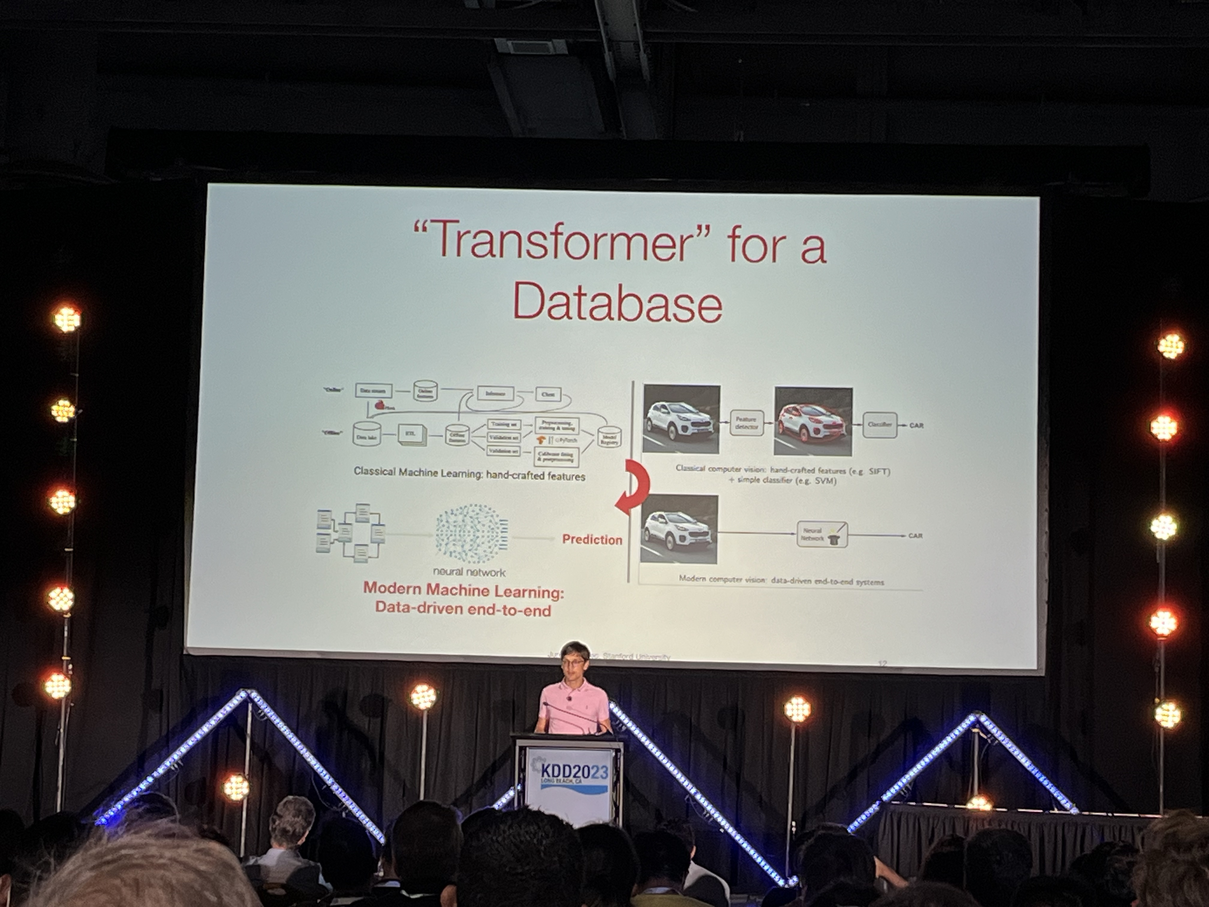 “Transformer” for a
Database
"Online"
Data stream
Online
features
Inference
Client
"Offline"
Data lake
ETL
Offline
features
Training set
Validation set
Validation set
Preprocessing,
training & tuning
PyTorch
Calibrator fitting
& postprocessing
Model
Registry
Classical Machine Learning: hand-crafted features
neural network
Prediction
Modern Machine Learning:
Data-driven end-to-end
Feature
detector
Classifier
CAR
Classical computer vision: hand-crafted features (e.g. SIFT)
+ simple classifier (e.g. SVM)
Neural
Network
CAR
Modern computer vision: data-driven end-to-end systems
Stanford University
12
KDD2023
LONG BEACH, CA